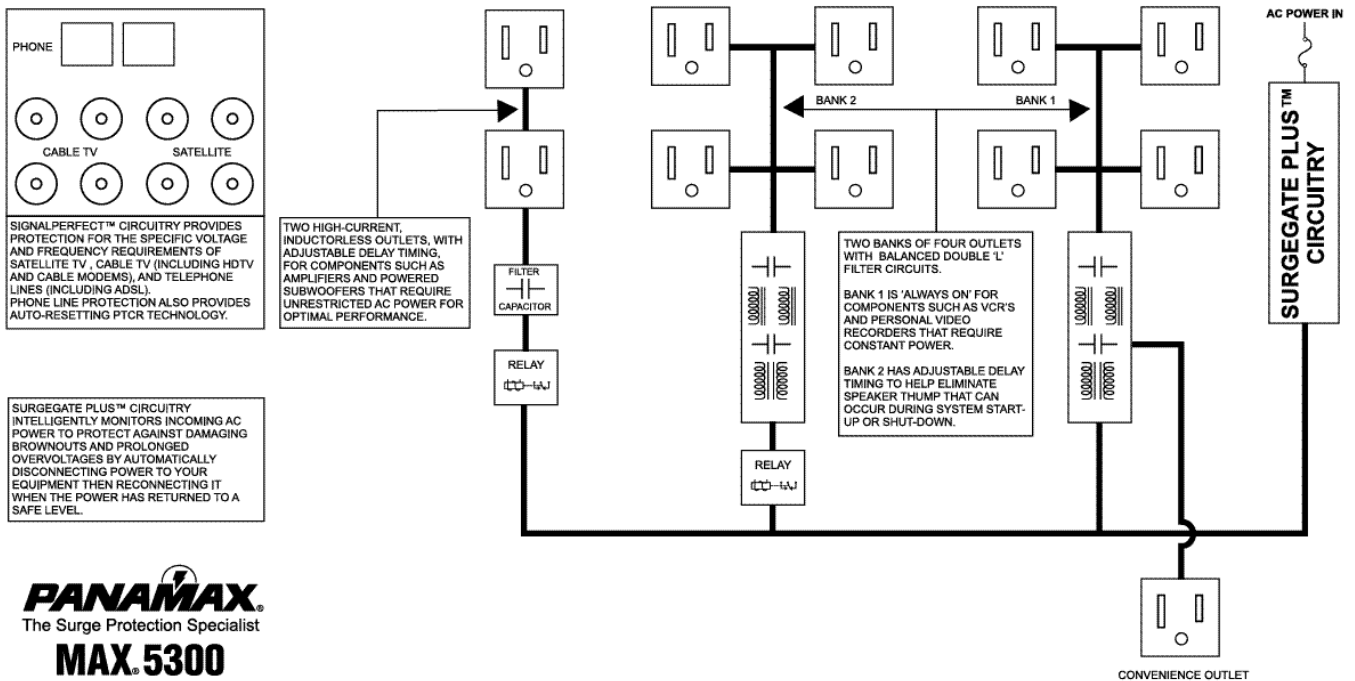 PHONE
CABLE TV
SATELLITE
SIGNALPERFECT™ CIRCUITRY PROVIDES
PROTECTION FOR THE SPECIFIC VOLTAGE
AND FREQUENCY REQUIREMENTS OF
SATELLITE TV , CABLE TV (INCLUDING HDTV
AND CABLE MODEMS), AND TELEPHONE
LINES (INCLUDING ADSL).
PHONE LINE PROTECTION ALSO PROVIDES
AUTO-RESETTING PTCR TECHNOLOGY.
SURGEGATE PLUS™ CIRCUITRY
INTELLIGENTLY MONITORS INCOMING AC
POWER TO PROTECT AGAINST DAMAGING
BROWNOUTS AND PROLONGED
OVERVOLTAGES BY AUTOMATICALLY
DISCONNECTING POWER TO YOUR
EQUIPMENT THEN RECONNECTING IT
WHEN THE POWER HAS RETURNED TO A
SAFE LEVEL.
PANAMAX®
The Surge Protection Specialist
MAX® 5300
TWO HIGH-CURRENT,
INDUCTORLESS OUTLETS, WITH
ADJUSTABLE DELAY TIMING,
FOR COMPONENTS SUCH AS
AMPLIFIERS AND POWERED
SUBWOOFERS THAT REQUIRE
UNRESTRICTED AC POWER FOR
OPTIMAL PERFORMANCE.
FILTER
CAPACITOR
RELAY
BANK 2
BANK 1
TWO BANKS OF FOUR OUTLETS
WITH BALANCED DOUBLE 'L'
FILTER CIRCUITS.
BANK 1 IS 'ALWAYS ON' FOR
COMPONENTS SUCH AS VCR'S
AND PERSONAL VIDEO
RECORDERS THAT REQUIRE
CONSTANT POWER.
BANK 2 HAS ADJUSTABLE DELAY
TIMING TO HELP ELIMINATE
SPEAKER THUMP THAT CAN
OCCUR DURING SYSTEM START-
UP OR SHUT-DOWN.
RELAY
AC POWER IN
SURGEGATE PLUS™
CIRCUITRY
CONVENIENCE OUTLET